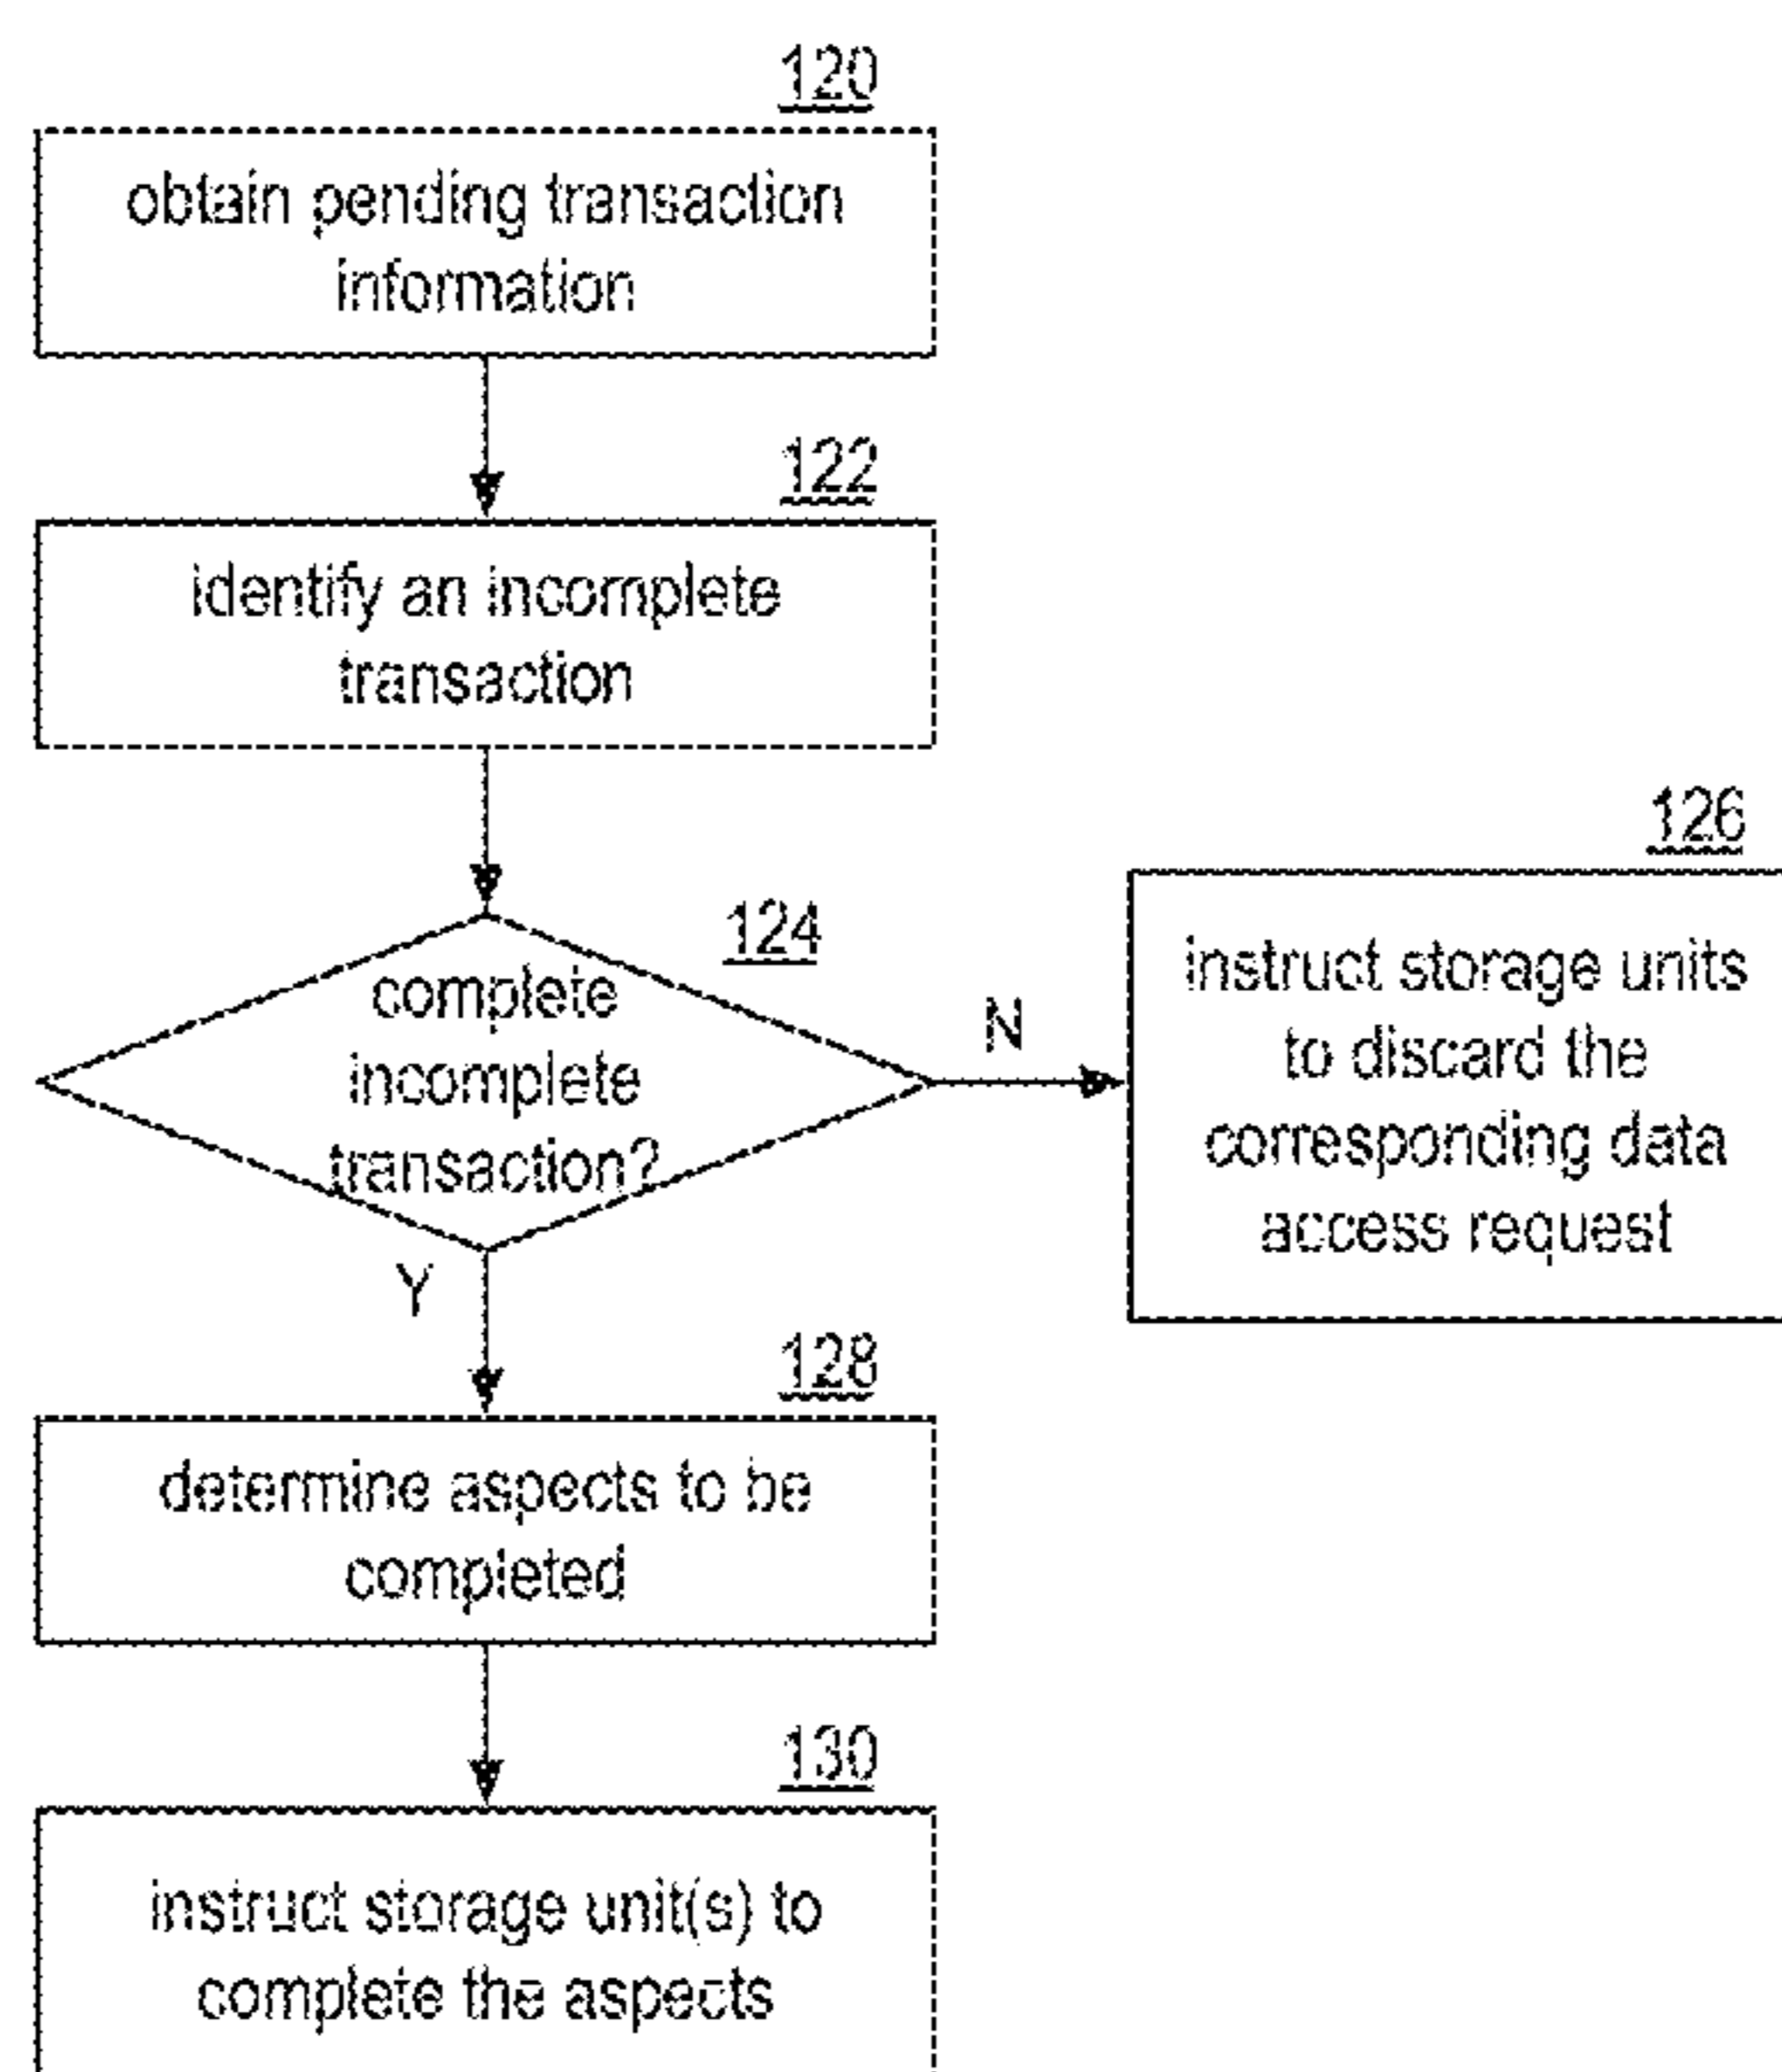 120
obtain pending transaction
information
122
identify an incomplete
transaction
124
complete
incomplete
transaction?
N
Y
126
instruct storage units
to discard the
corresponding data
access request
128
determine aspects to be
completed
130
instruct storage unit(s) to
complete the aspects